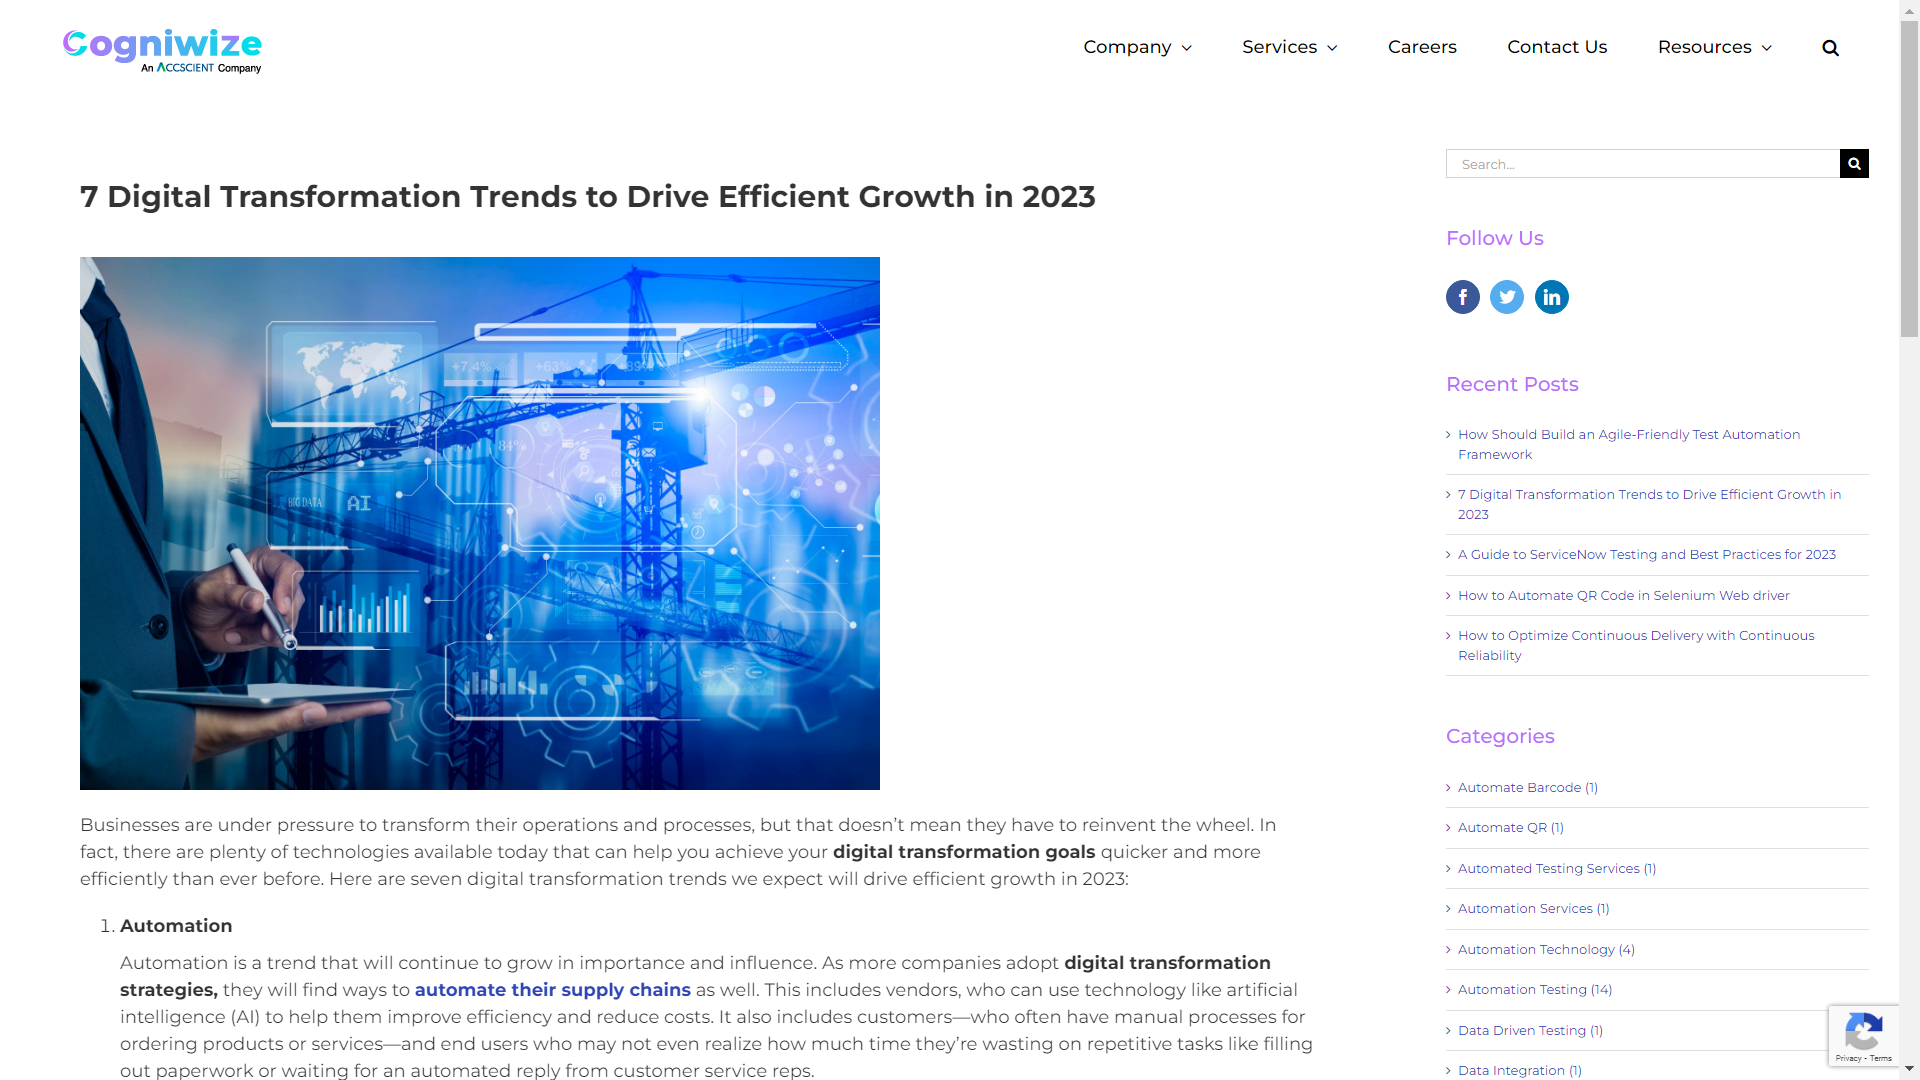 Cogniwize
An ACCSCIENT Company
Company
Services
Careers
Contact Us
Resources
7 Digital Transformation Trends to Drive Efficient Growth in 2023
+7.4%
+63%
84%
BIG DATA
AI
Businesses are under pressure to transform their operations and processes, but that doesn’t mean they have to reinvent the wheel. In
fact, there are plenty of technologies available today that can help you achieve your digital transformation goals quicker and more
efficiently than ever before. Here are seven digital transformation trends we expect will drive efficient growth in 2023:
1. Automation
Automation is a trend that will continue to grow in importance and influence. As more companies adopt digital transformation
strategies, they will find ways to automate their supply chains as well. This includes vendors, who can use technology like artificial
intelligence (AI) to help them improve efficiency and reduce costs. It also includes customers—who often have manual processes for
ordering products or services—and end users who may not even realize how much time they’re wasting on repetitive tasks like filling
out paperwork or waiting for an automated reply from customer service reps.
Search...
Follow Us
Recent Posts
How Should Build an Agile-Friendly Test Automation
Framework
7 Digital Transformation Trends to Drive Efficient Growth in
2023
A Guide to ServiceNow Testing and Best Practices for 2023
How to Automate QR Code in Selenium Web driver
How to Optimize Continuous Delivery with Continuous
Reliability
Categories
Automate Barcode (1)
Automate QR (1)
Automated Testing Services (1)
Automation Services (1)
Automation Technology (4)
Automation Testing (14)
Data Driven Testing (1)
Data Integration (1)
Privacy - Terms